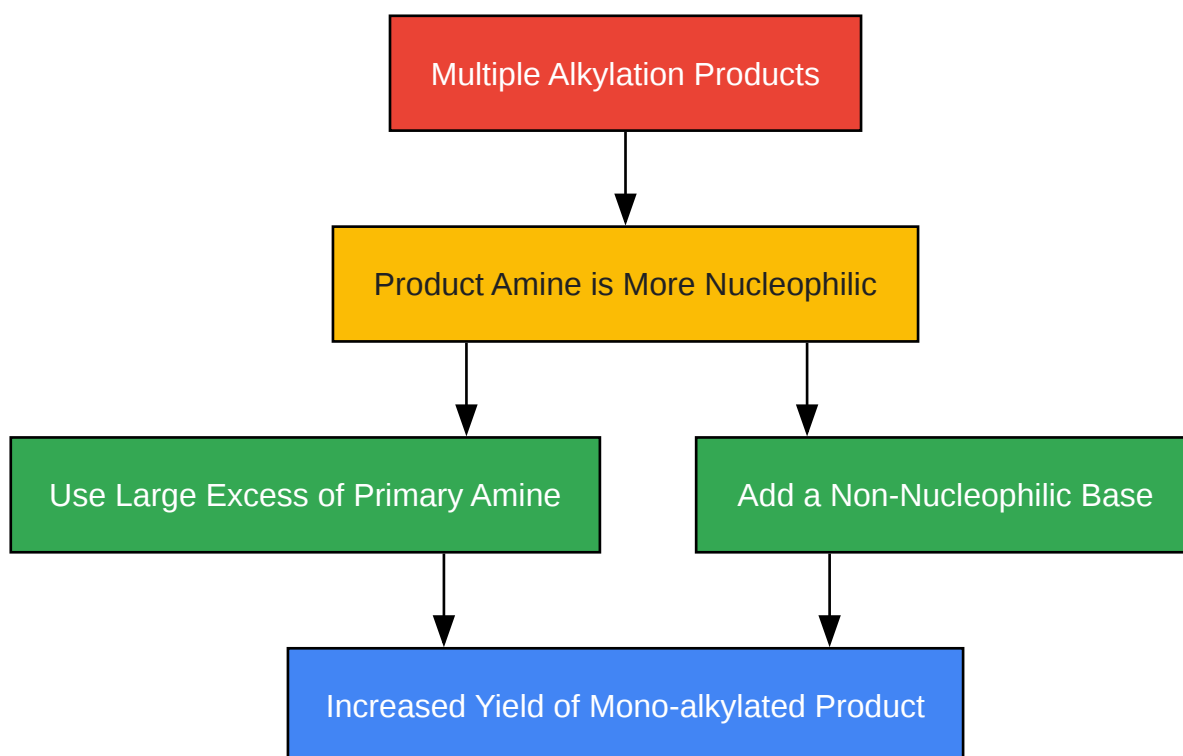 Multiple Alkylation Products
Product Amine is More Nucleophilic
Use Large Excess of Primary Amine
Add a Non-Nucleophilic Base
Increased Yield of Mono-alkylated Product